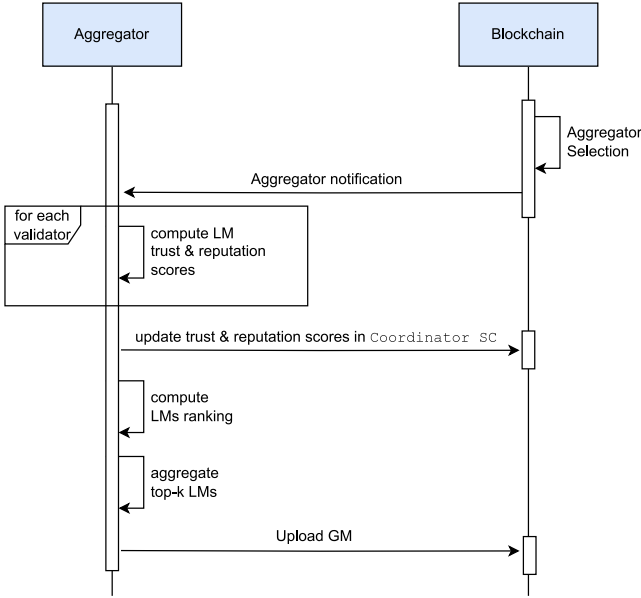 Aggregator
Blockchain
Aggregator
Selection
Aggregator notification
for each
validator
compute LM
trust & reputation
scores
update trust & reputation scores in Coordinator SC
compute
LMs ranking
aggregate
top-k LMs
Upload GM